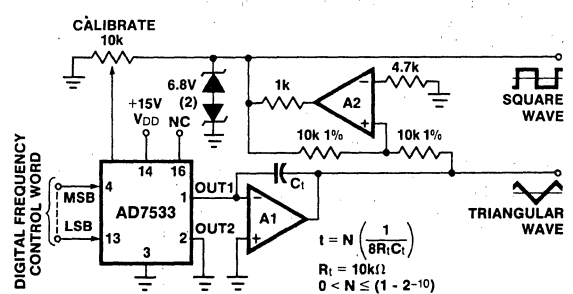 CALIBRATE
10k
6.8V
(2)
1k
4.7k
A2
SQUARE
WAVE
+15V
VDD
NC
10k 1%
10k 1%
DIGITAL FREQUENCY
CONTROL WORD
MSB
LSB
4
13
14
16
1
2
3
AD7533
OUT1
OUT2
Ct
A1
TRIANGULAR
WAVE
t = N (1/8RtCt)
Rt = 10kΩ
0 < N ≤ (1 - 2-10)